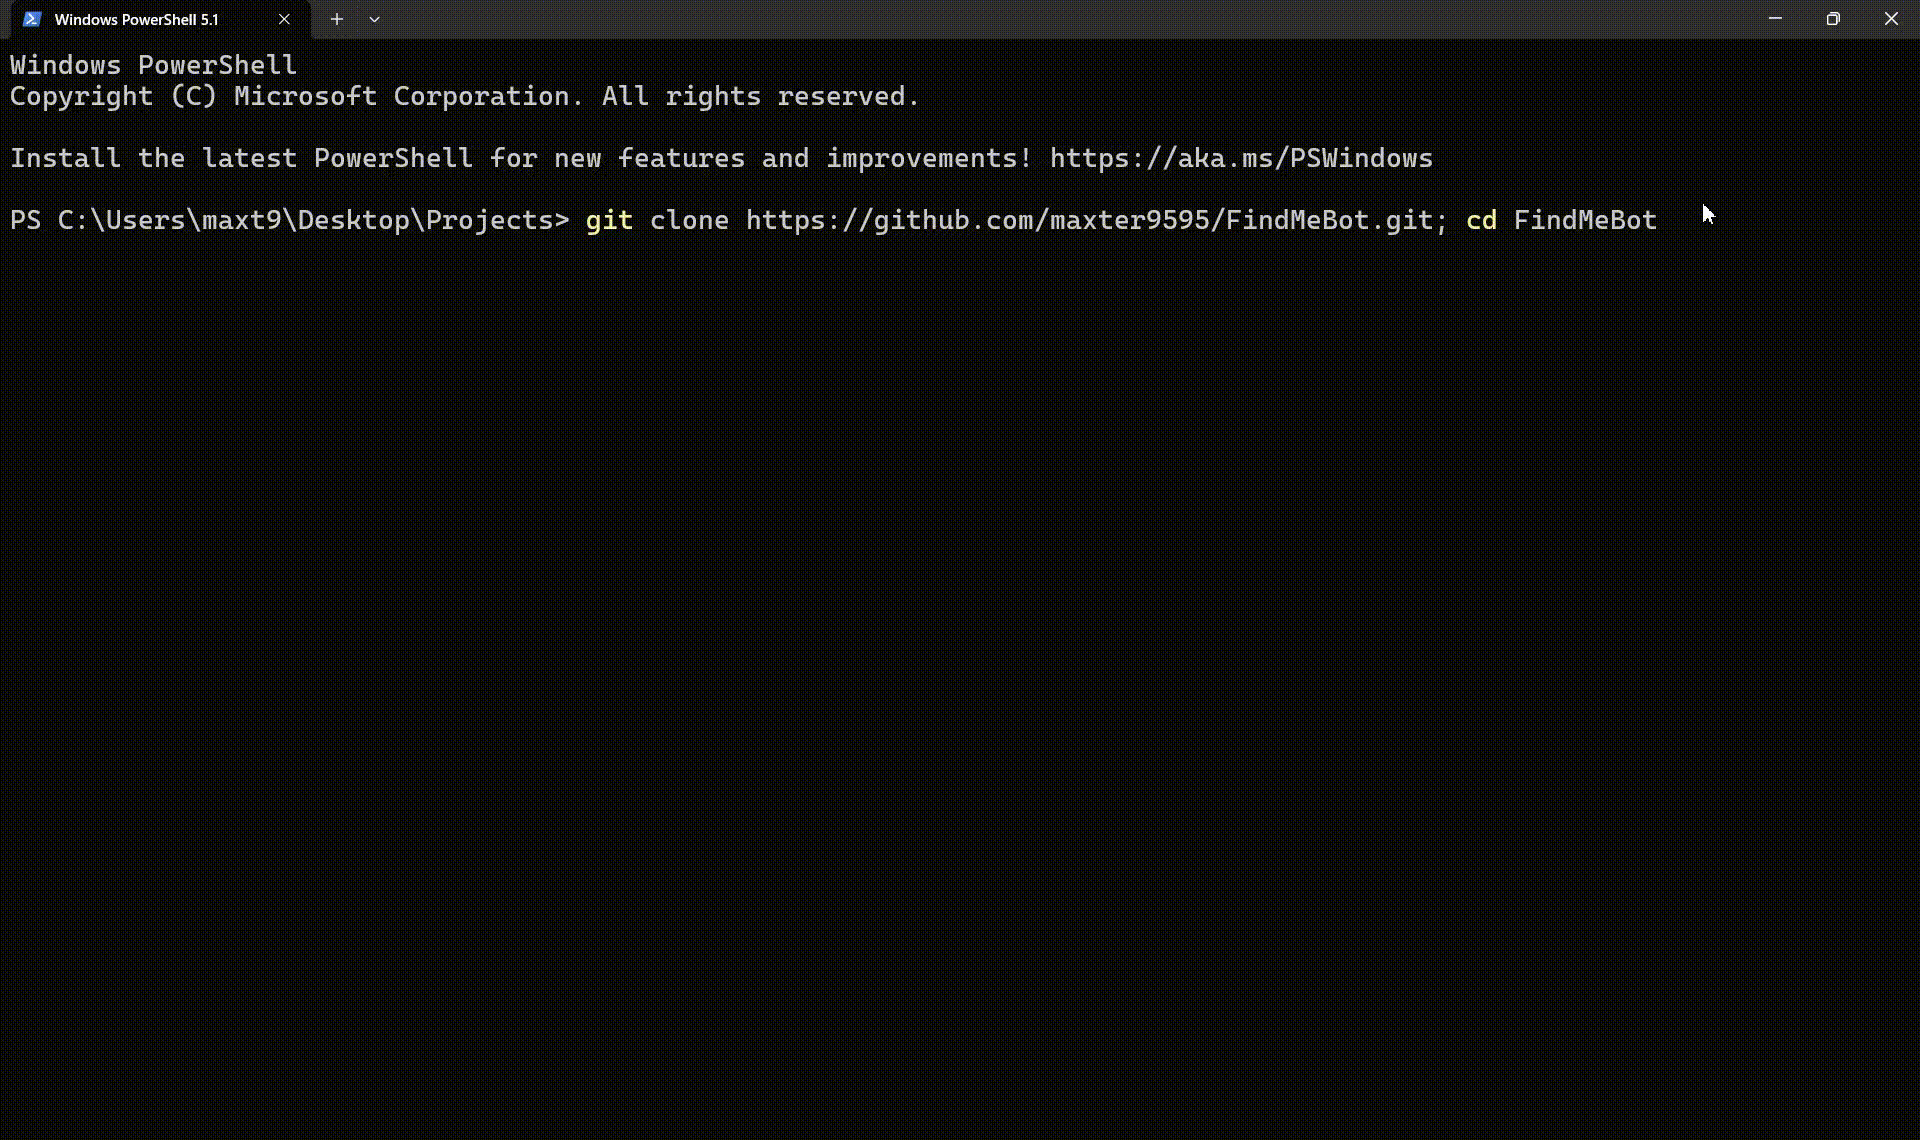 Windows PowerShell 5.1
Windows PowerShell
Copyright (C) Microsoft Corporation. All rights reserved.
Install the latest PowerShell for new features and improvements! https://aka.ms/PSWindows
PS C:\Users\maxt9\Desktop\Projects> git clone https://github.com/maxter9595/FindMeBot.git; cd FindMeBot